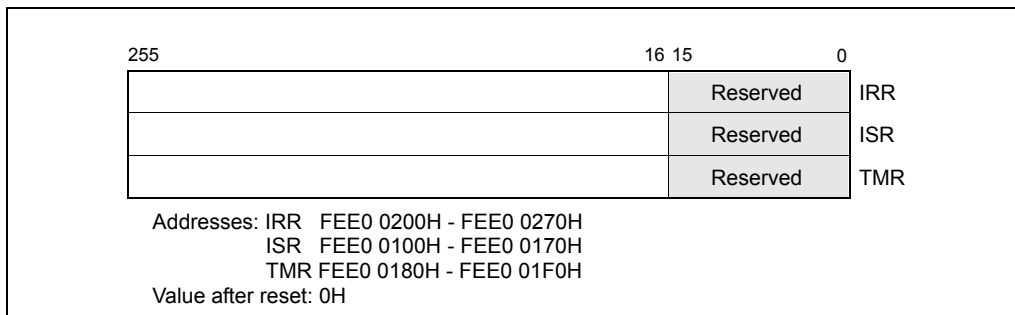 255 16 15 0
Reserved IRR
Reserved ISR
Reserved TMR
Addresses: IRR FEE0 0200H - FEE0 0270H
ISR FEE0 0100H - FEE0 0170H
TMR FEE0 0180H - FEE0 01F0H
Value after reset: 0H